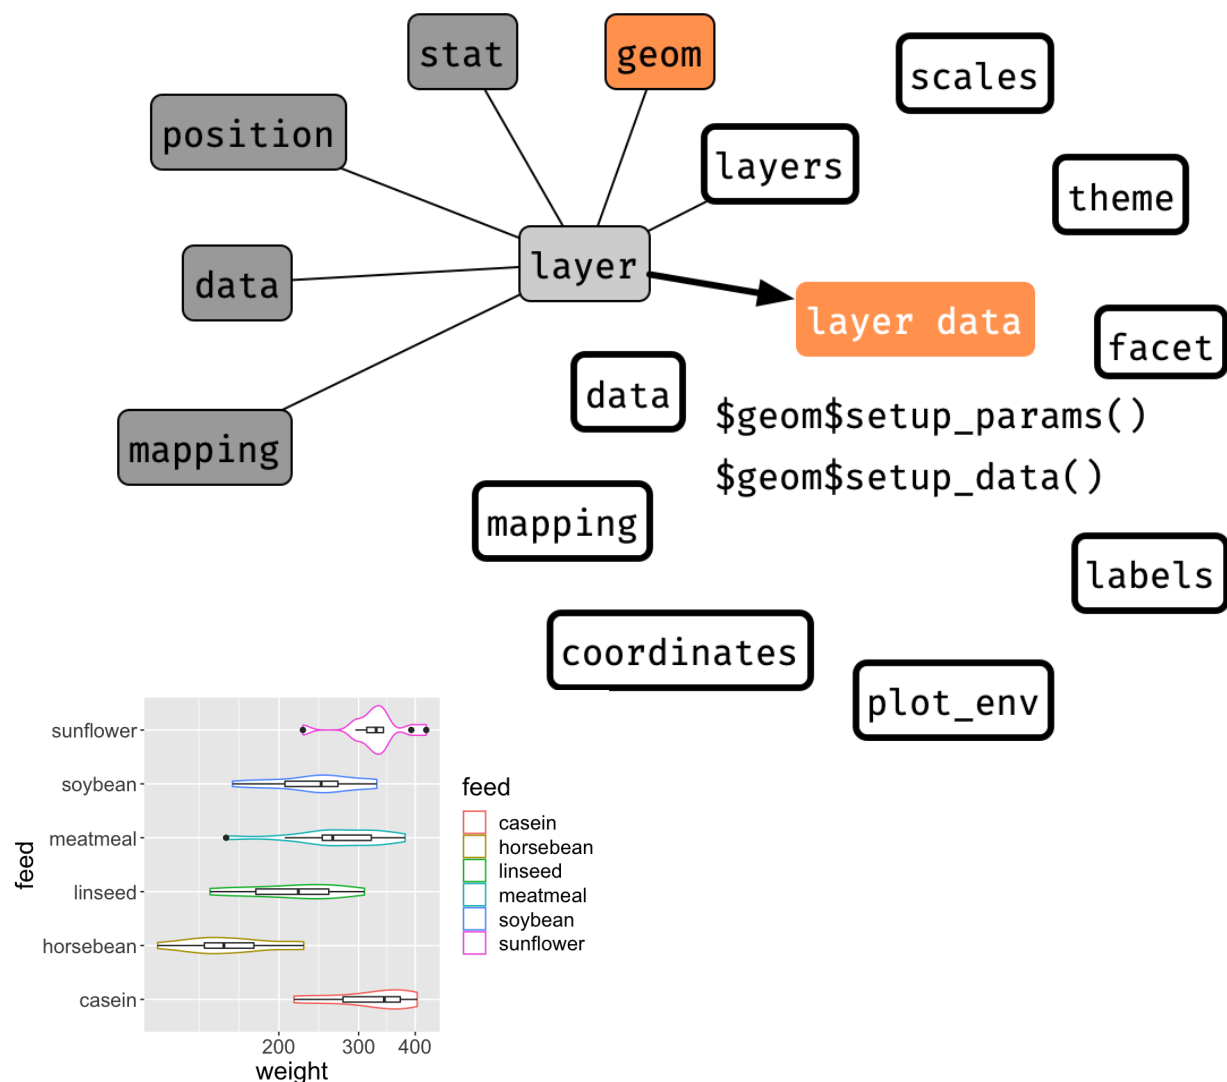 stat
geom
scales
position
layers
theme
layer
data
layer data
facet
data
$geom$setup_params()
mapping
$geom$setup_data()
mapping
labels
coordinates
plot_env
sunflower
soybean
meatmeal
linseed
horsebean
casein
feed
200 300 400
weight
feed
casein
horsebean
linseed
meatmeal
soybean
sunflower